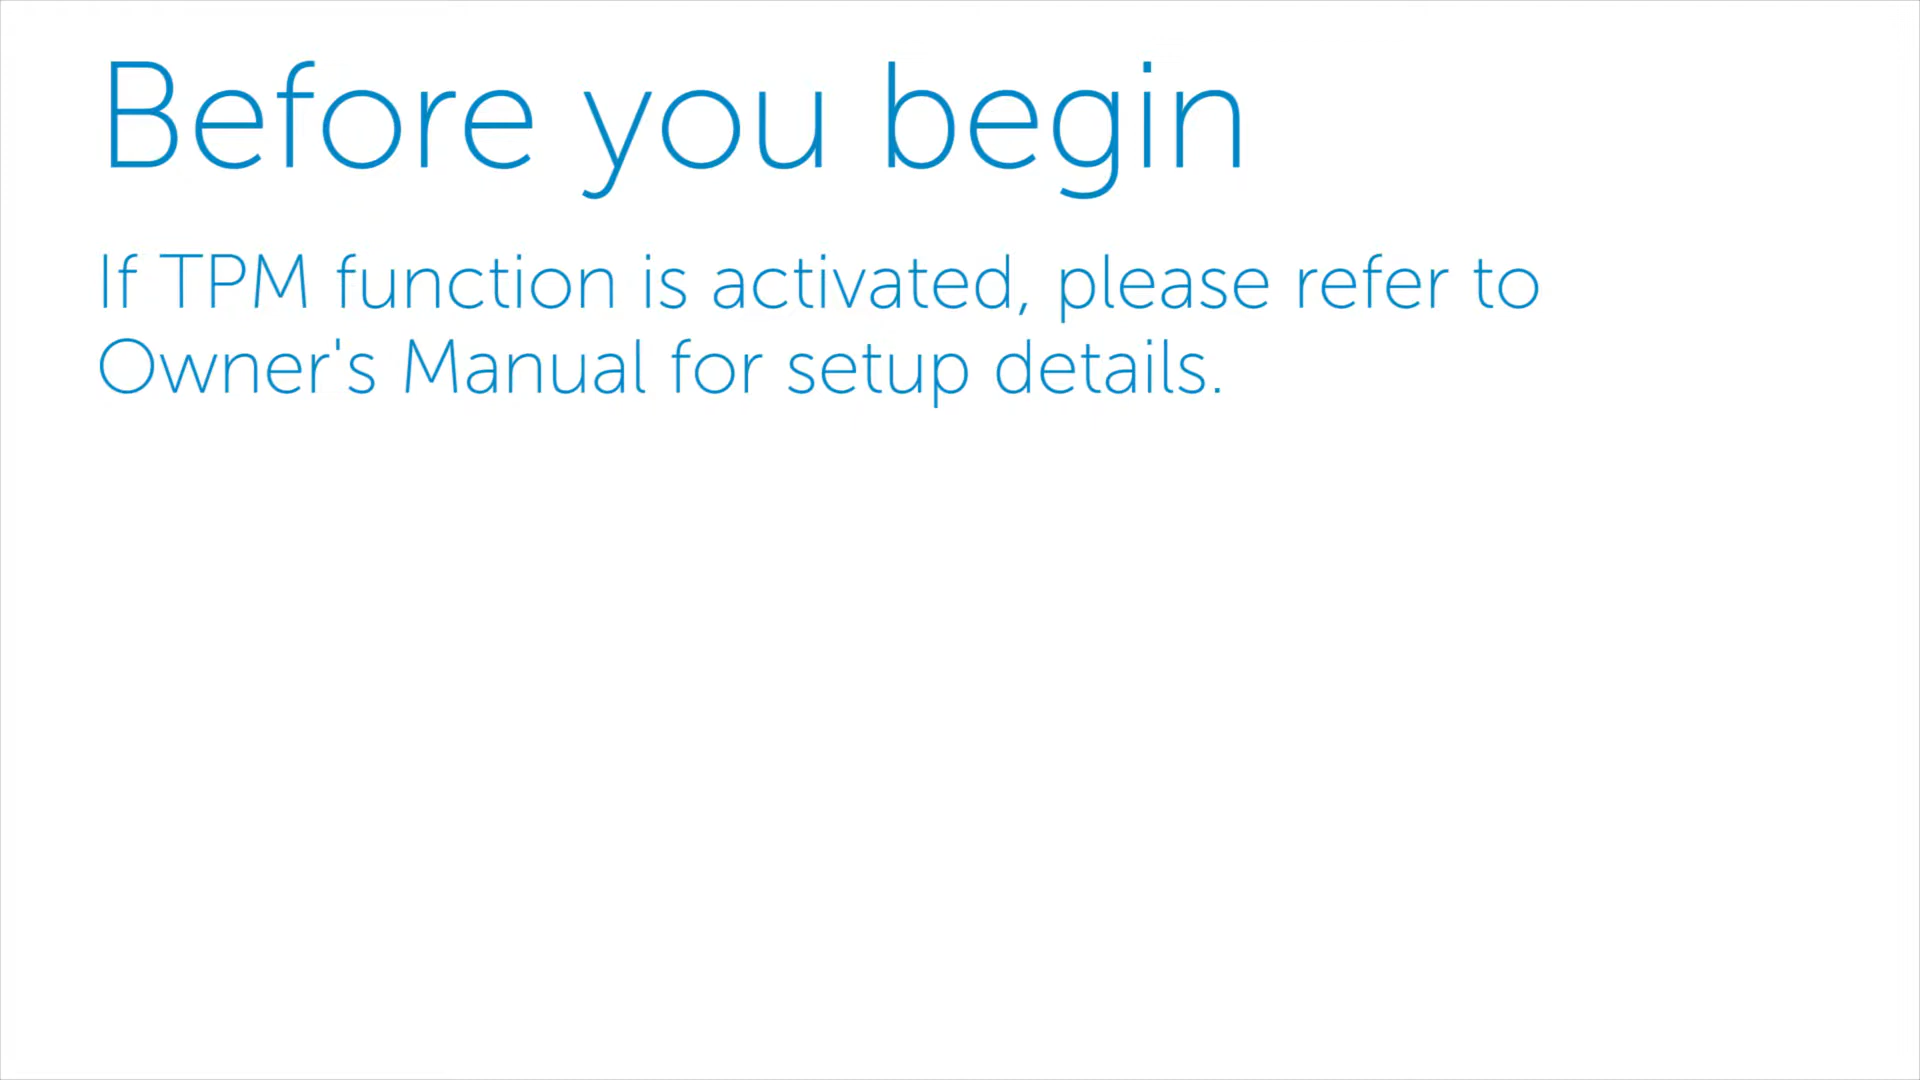 Before you begin
If TPM function is activated, please refer to
Owner's Manual for setup details.